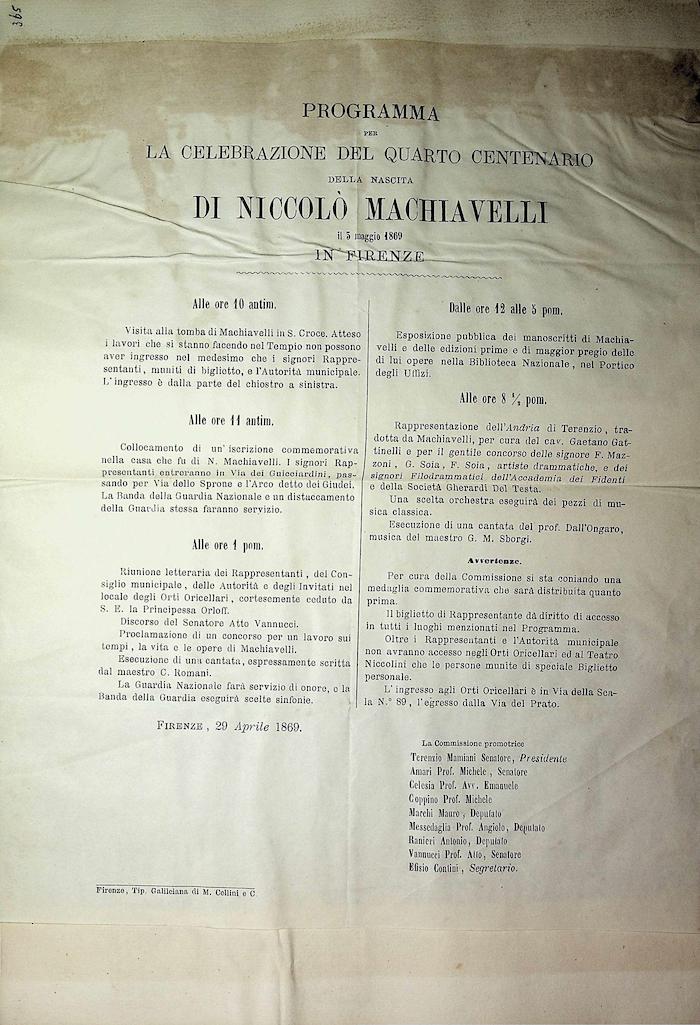 365
PROGRAMMA
PER
LA CELEBRAZIONE DEL QUARTO CENTENARIO
DELLA NASCITA
DI NICCOLÒ MACHIAVELLI
il 3 maggio 1869
IN FIRENZE
Alle ore 10 antim.
Visita alla tomba di Machiavelli in S. Croce. Atteso
i lavori che si stanno facendo nel Tempio non possono
aver ingresso nel medesimo che i signori Rappre-
sentanti, muniti di biglietto, e l'Autorità municipale.
L'ingresso è dalla parte del chiostro a sinistra.
Alle ore 11 antim.
Collocamento di un'iscrizione commemorativa
nella casa che fu di N. Machiavelli. I signori Rap-
presentanti entreranno in Via dei Guicciardini, pas-
sando per Via dello Sprone e l'Arco detto dei Giudei.
La Banda della Guardia Nazionale e un distaccamento
della Guardia stessa faranno servizio.
Alle ore 1 pom.
Riunione letteraria dei Rappresentanti, del Con-
siglio municipale, delle Autorità e degli Invitati nel
locale degli Orti Oricellari, cortesemente ceduto da
S. E. la Principessa Orloff.
Discorso del Senatore Atto Vannucci.
Proclamazione di un concorso per un lavoro sui
tempi, la vita e le opere di Machiavelli.
Esecuzione di una cantata, espressamente scritta
dal maestro C. Romani.
La Guardia Nazionale farà servizio di onore, e la
Banda della Guardia eseguirà scelte sinfonie.
FIRENZE, 29 Aprile 1869.
Dalle ore 12 alle 5 pom.
Esposizione pubblica dei manoscritti di Machia-
velli e delle edizioni prime e di maggior pregio delle
di lui opere nella Biblioteca Nazionale, nel Portico
degli Uffizi.
Alle ore 8 ½ pom.
Rappresentazione dell'Andria di Terenzio, tra-
dotta da Machiavelli, per cura del cav. Gaetano Gat-
tinelli e per il gentile concorso delle signore F. Maz-
zoni, G. Soia, F. Soia, artiste drammatiche, e dei
signori Filodrammatici dell'Accademia dei Fidenti
e della Società Gherardi Del Testa.
Una scelta orchestra eseguirà dei pezzi di mu-
sica classica.
Esecuzione di una cantata del prof. Dall'Ongaro,
musica del maestro G. M. Sborgi.
Avvertenze.
Per cura della Commissione si sta coniando una
medaglia commemorativa che sarà distribuita quanto
prima.
Il biglietto di Rappresentante dà diritto di accesso
in tutti i luoghi menzionati nel Programma.
Oltre i Rappresentanti e l'Autorità municipale
non avranno accesso negli Orti Oricellari ed al Teatro
Niccolini che le persone munite di speciale Biglietto
personale.
L'ingresso agli Orti Oricellari è in Via della Sca-
la N.° 89, l'egresso dalla Via del Prato.
La Commissione promotrice
Terenzio Mamiani Senatore, Presidente
Amari Prof. Michele, Senatore
Celesia Prof. Avv. Emanuele
Coppino Prof. Michele
Marchi Mauro, Deputato
Messedaglia Prof. Angiolo, Deputato
Ranieri Antonio, Deputato
Vannucci Prof. Atto, Senatore
Efisio Contini, Segretario.
Firenze, Tip. Galileiana di M. Cellini e C.